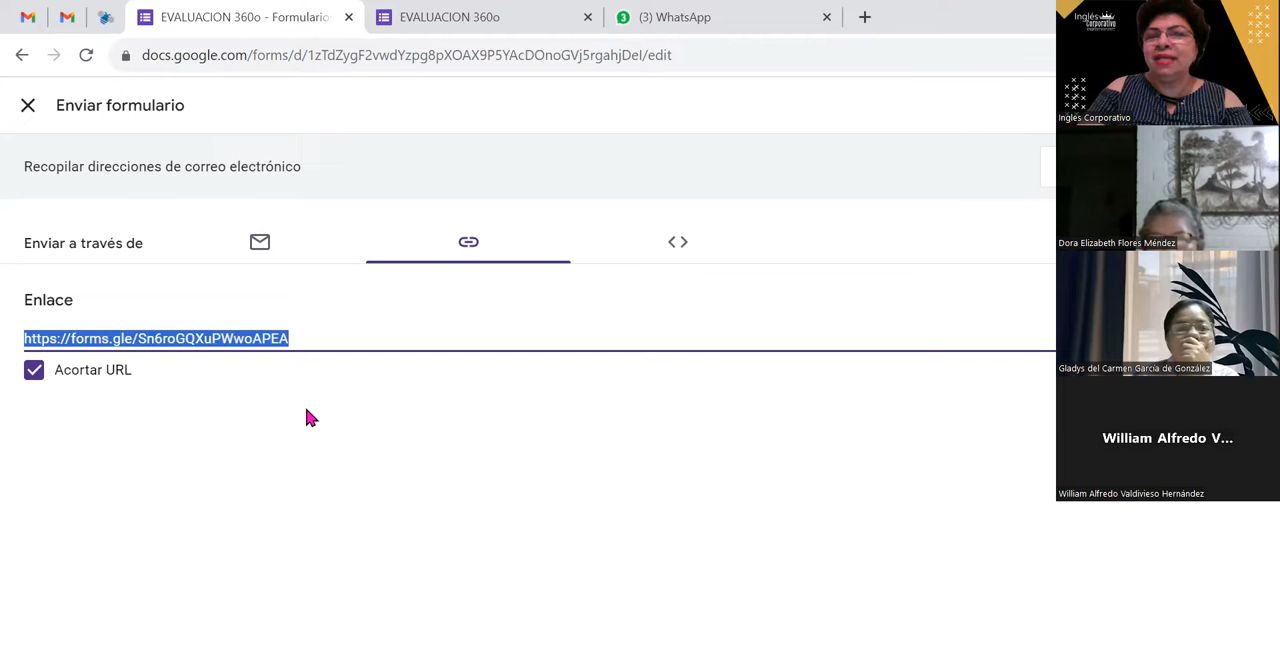 EVALUACION 360o - Formulario
EVALUACION 360o
3
(3) WhatsApp
docs.google.com/forms/d/1zTdZygF2vwdYzpg8pXOAX9P5YAcDOnoGVj5rgahjDeI/edit
Enviar formulario
Recopilar direcciones de correo electrónico
Enviar a través de
Enlace
https://forms.gle/Sn6roGQXuPWwoAPEA
Acortar URL
Inglés
Corporativo
Inglés Corporativo
Dora Elizabeth Flores Méndez
Gladys del Carmen García de González
William Alfredo V...
William Alfredo Valdivieso Hernández